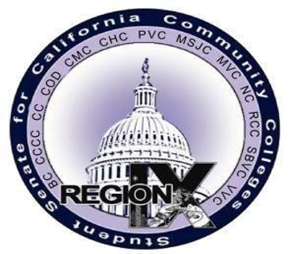 Student Senate for California Community Colleges
BC CCCC CC COD CMC CHC PVC MSJC MVC NC RCC SBVC VVC
REGION IX